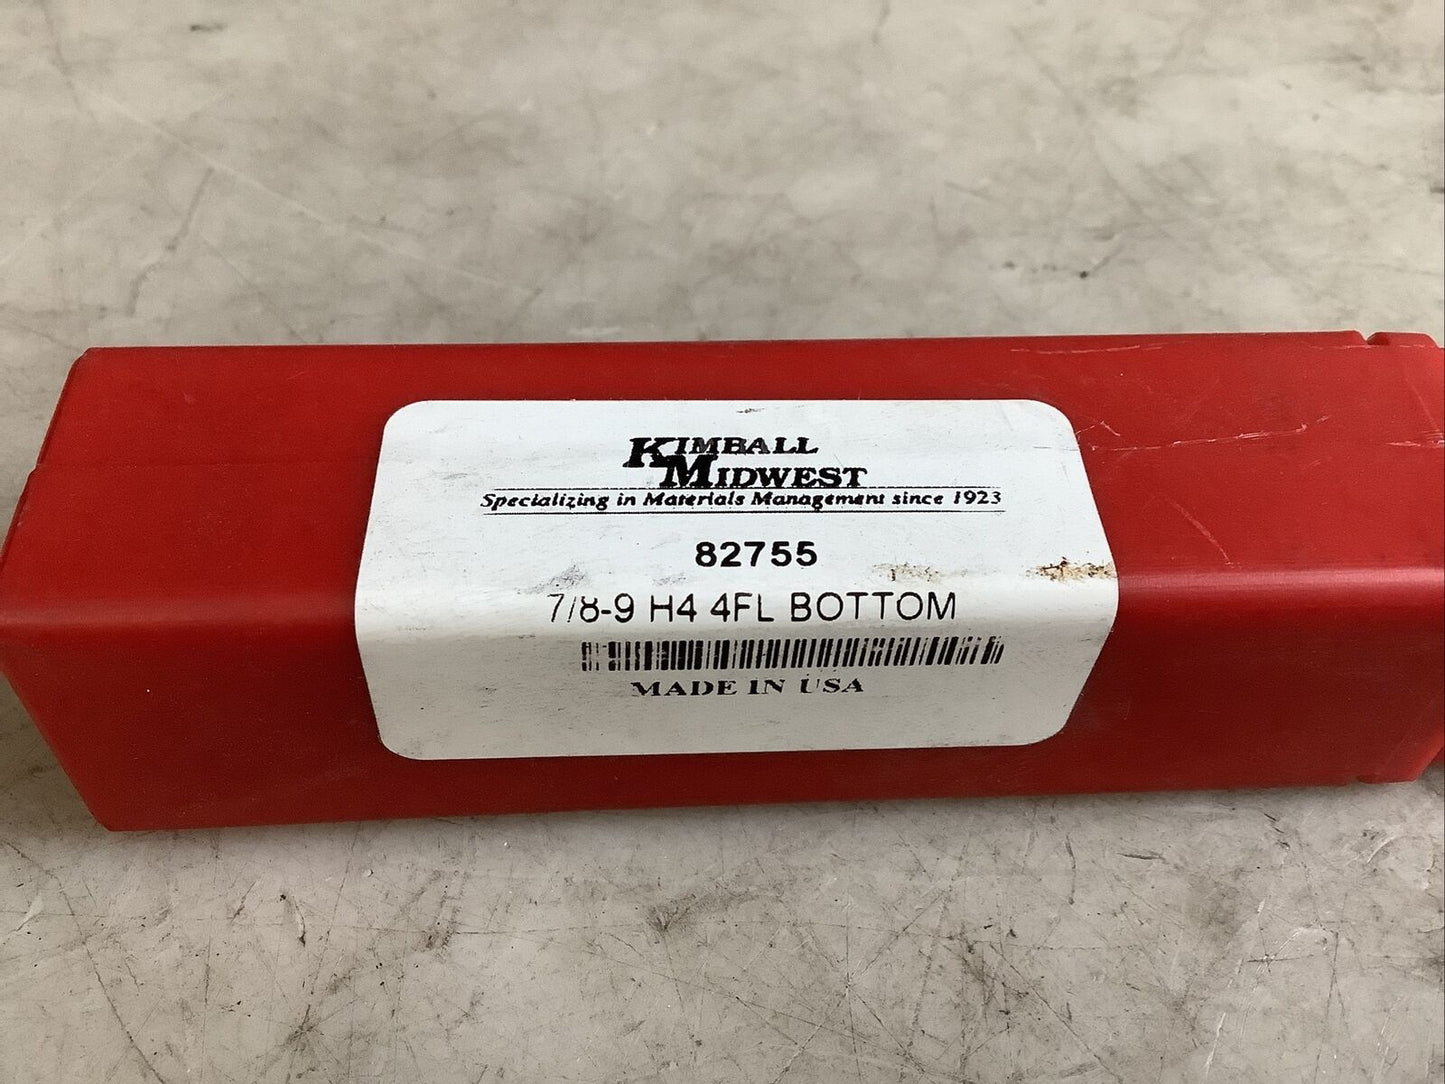 KIMBALL
MIDWEST
Specializing in Materials Management since 1923
82755
7/8-9 H4 4FL BOTTOM
MADE IN USA